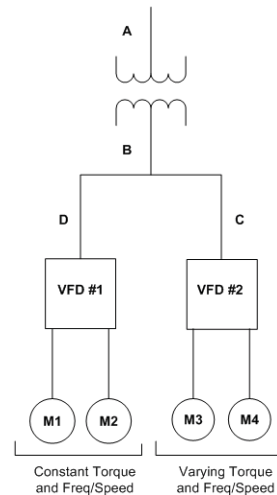 A
B
D
C
VFD #1
VFD #2
M1
M2
M3
M4
Constant Torque
and Freq/Speed
Varying Torque
and Freq/Speed